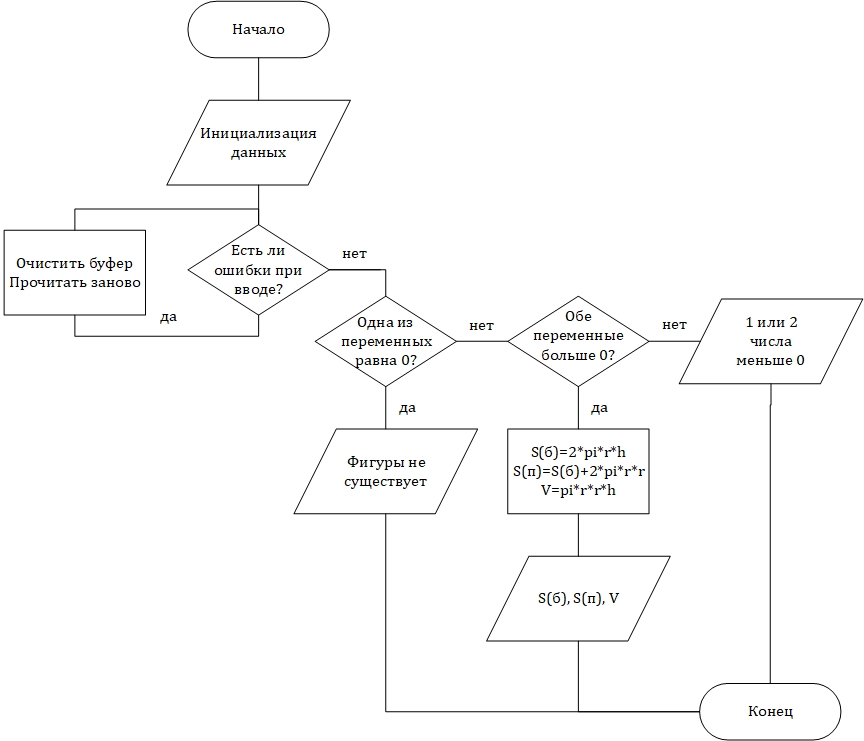 Начало
Инициализация
данных
Очистить буфер
Прочитать заново
да
Есть ли
ошибки при
вводе?
нет
Одна из
переменных
равна 0?
нет
Обе
переменные
больше 0?
нет
1 или 2
числа
меньше 0
да
Фигуры не
существует
да
S(б)=2*pi*r*h
S(п)=S(б)+2*pi*r*r
V=pi*r*r*h
S(б), S(п), V
Конец